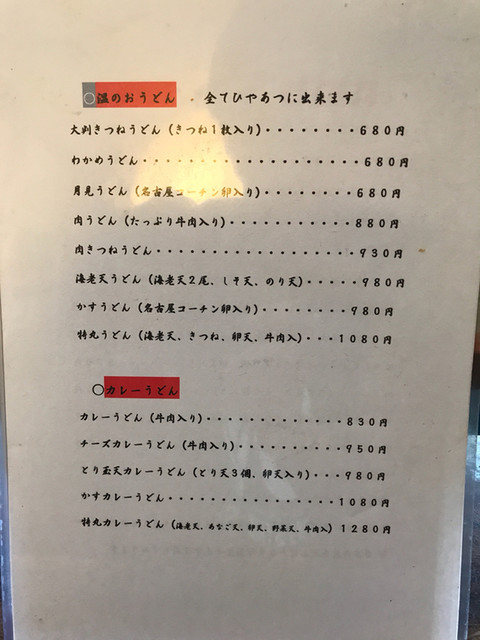 ○温のおうどん　全てひやあつに出来ます
大判きつねうどん（きつね1枚入り）・・・・・・・・680円
わかめうどん・・・・・・・・・・・・・・・・・・・680円
月見うどん（名古屋コーチン卵入り）・・・・・・・・680円
肉うどん（たっぷり牛肉入り）・・・・・・・・・・・880円
肉きつねうどん・・・・・・・・・・・・・・・・・・930円
海老天うどん（海老天2尾、しそ天、のり天）・・・・・980円
かすうどん（名古屋コーチン卵入り）・・・・・・・・980円
特丸うどん（海老天、きつね、卵天、牛肉入）・・・1080円
○カレーうどん
カレーうどん（牛肉入り）・・・・・・・・・・・・・830円
チーズカレーうどん（牛肉入り）・・・・・・・・・・950円
とり玉天カレーうどん（とり天3個、卵天入り）・・・980円
かすカレーうどん・・・・・・・・・・・・・・・・1080円
特丸カレーうどん（海老天、あなご天、卵天、野菜天、牛肉入）1280円